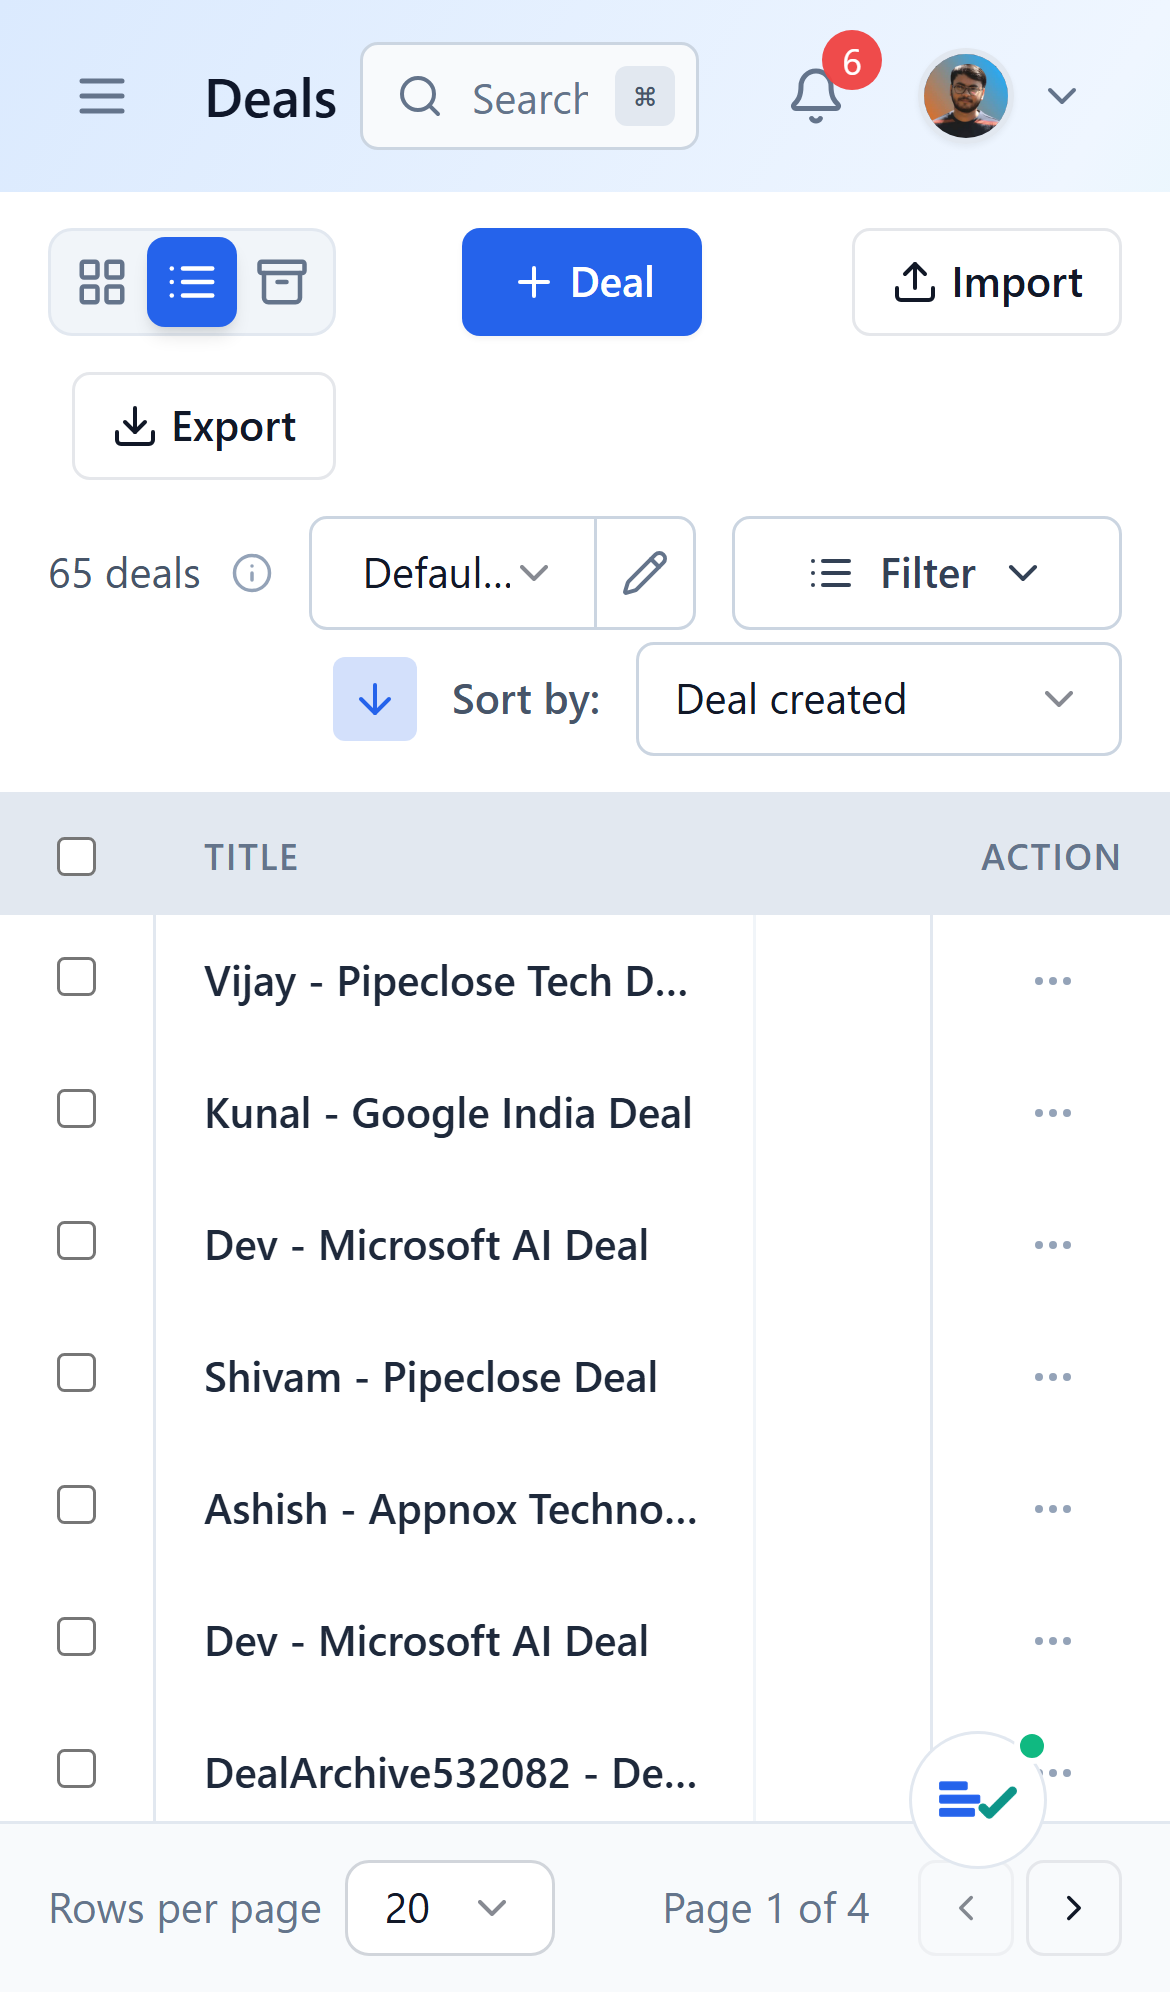 Deals
Search
⌘
6
+ Deal
Import
Export
65 deals
Defaul...
Filter
Sort by:
Deal created
TITLE
ACTION
Vijay - Pipeclose Tech D...
Kunal - Google India Deal
Dev - Microsoft AI Deal
Shivam - Pipeclose Deal
Ashish - Appnox Techno...
Dev - Microsoft AI Deal
DealArchive532082 - De...
Rows per page
20
Page 1 of 4